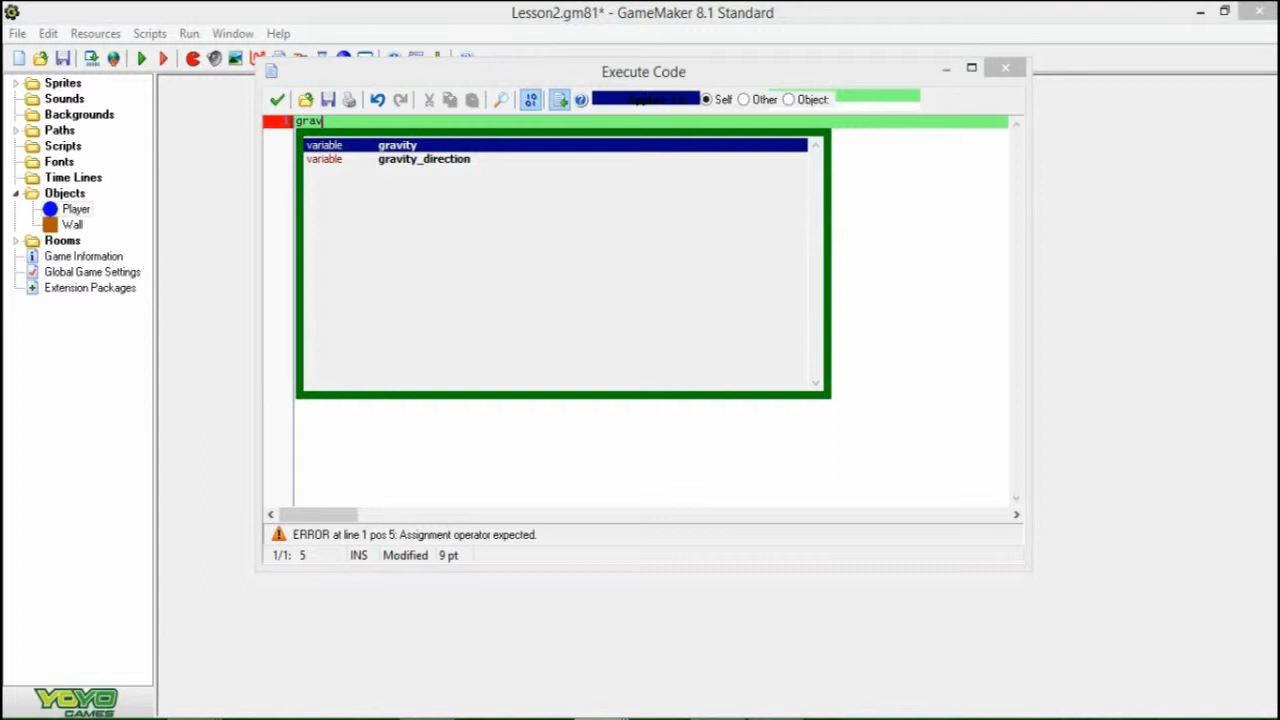 Lesson2.gm81* - GameMaker 8.1 Standard
File Edit Resources Scripts Run Window Help
Execute Code
Self Other Object:
Sprites
Sounds
Backgrounds
Paths
Scripts
Fonts
Time Lines
Objects
Player
Wall
Rooms
Game Information
Global Game Settings
Extension Packages
1 grav
variable gravity
variable gravity_direction
ERROR at line 1 pos 5: Assignment operator expected.
1/1: 5 INS Modified 9 pt
YOYO
GAMES